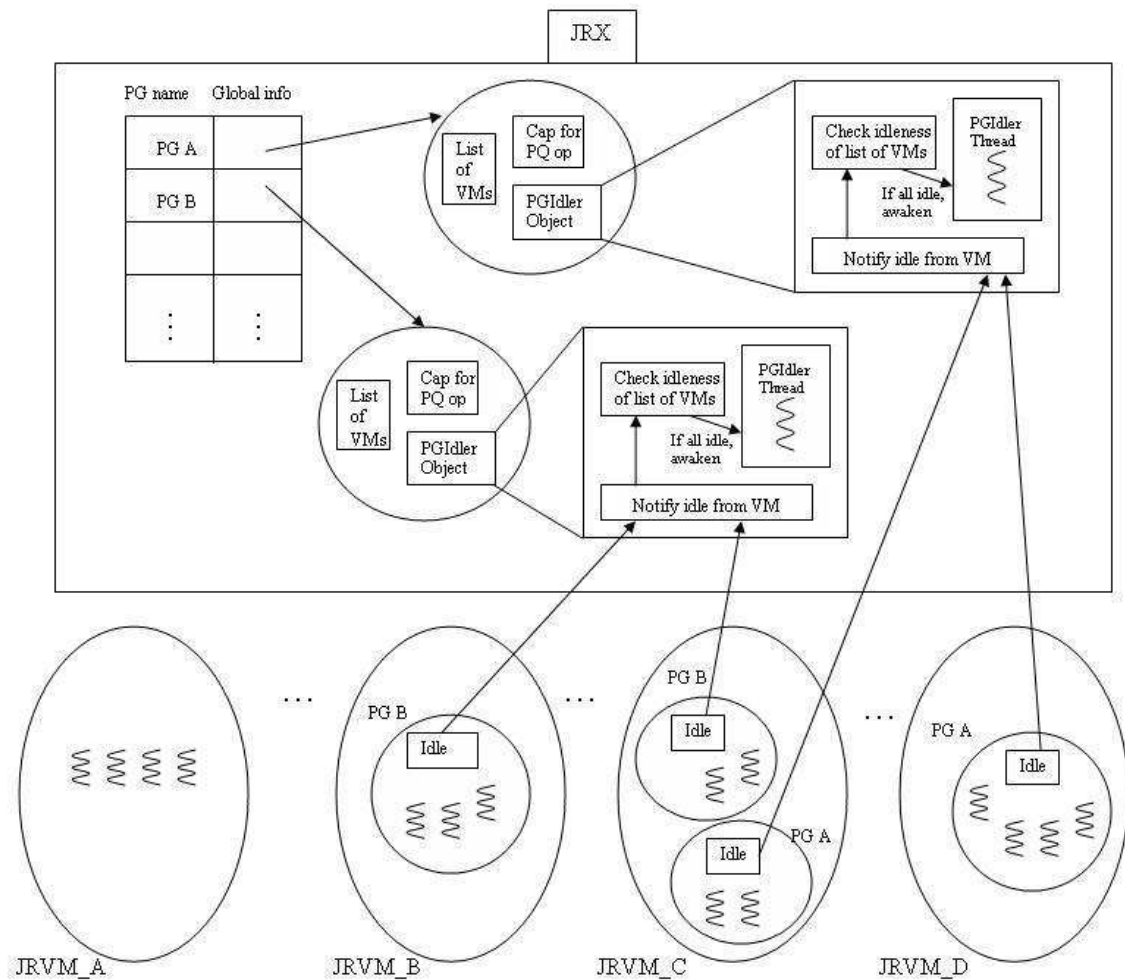 JRX
PG name
Global info
PG A
PG B
⋮
⋮
List
of
VMs
Cap for
PQ op
PGIdler
Object
Check idleness
of list of VMs
PGIdler
Thread
If all idle,
awaken
Notify idle from VM
List
of
VMs
Cap for
PQ op
PGIdler
Object
Check idleness
of list of VMs
PGIdler
Thread
If all idle,
awaken
Notify idle from VM
...
...
...
PG B
Idle
PG B
Idle
PG A
Idle
PG A
Idle
JRVM_A
JRVM_B
JRVM_C
JRVM_D